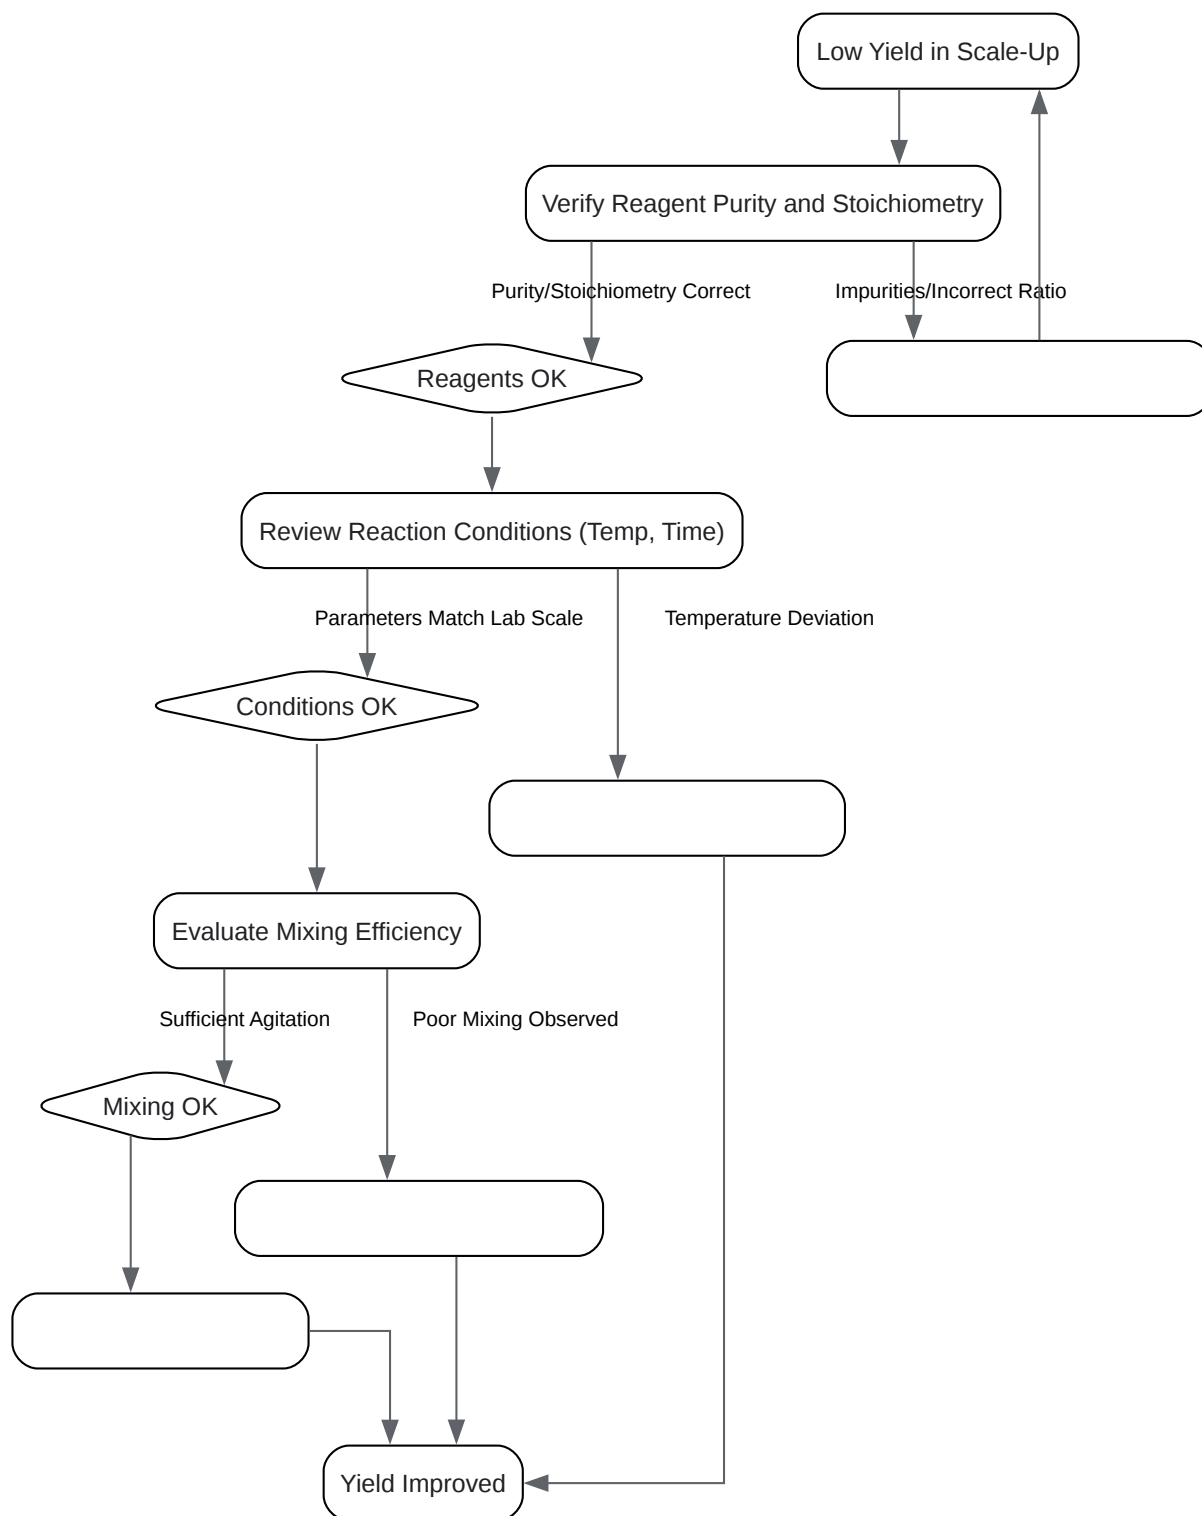 Low Yield in Scale-Up
Verify Reagent Purity and Stoichiometry
Purity/Stoichiometry Correct
Impurities/Incorrect Ratio
Reagents OK
Review Reaction Conditions (Temp, Time)
Parameters Match Lab Scale
Temperature Deviation
Conditions OK
Evaluate Mixing Efficiency
Sufficient Agitation
Poor Mixing Observed
Mixing OK
Yield Improved